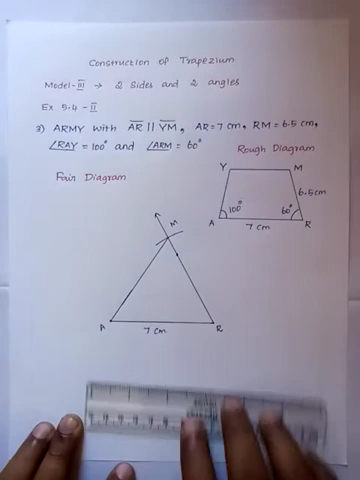 Construction of Trapezium
Model-III → 2 Sides and 2 angles
Ex 5.4 - II
3) ARMY with AR || YM, AR = 7 cm, RM = 6.5 cm,
∠RAY = 100° and ∠ARM = 60°
Rough Diagram
Fair Diagram
Y M
6.5 cm
100° 60°
A R
7 cm
M
A R
7 cm